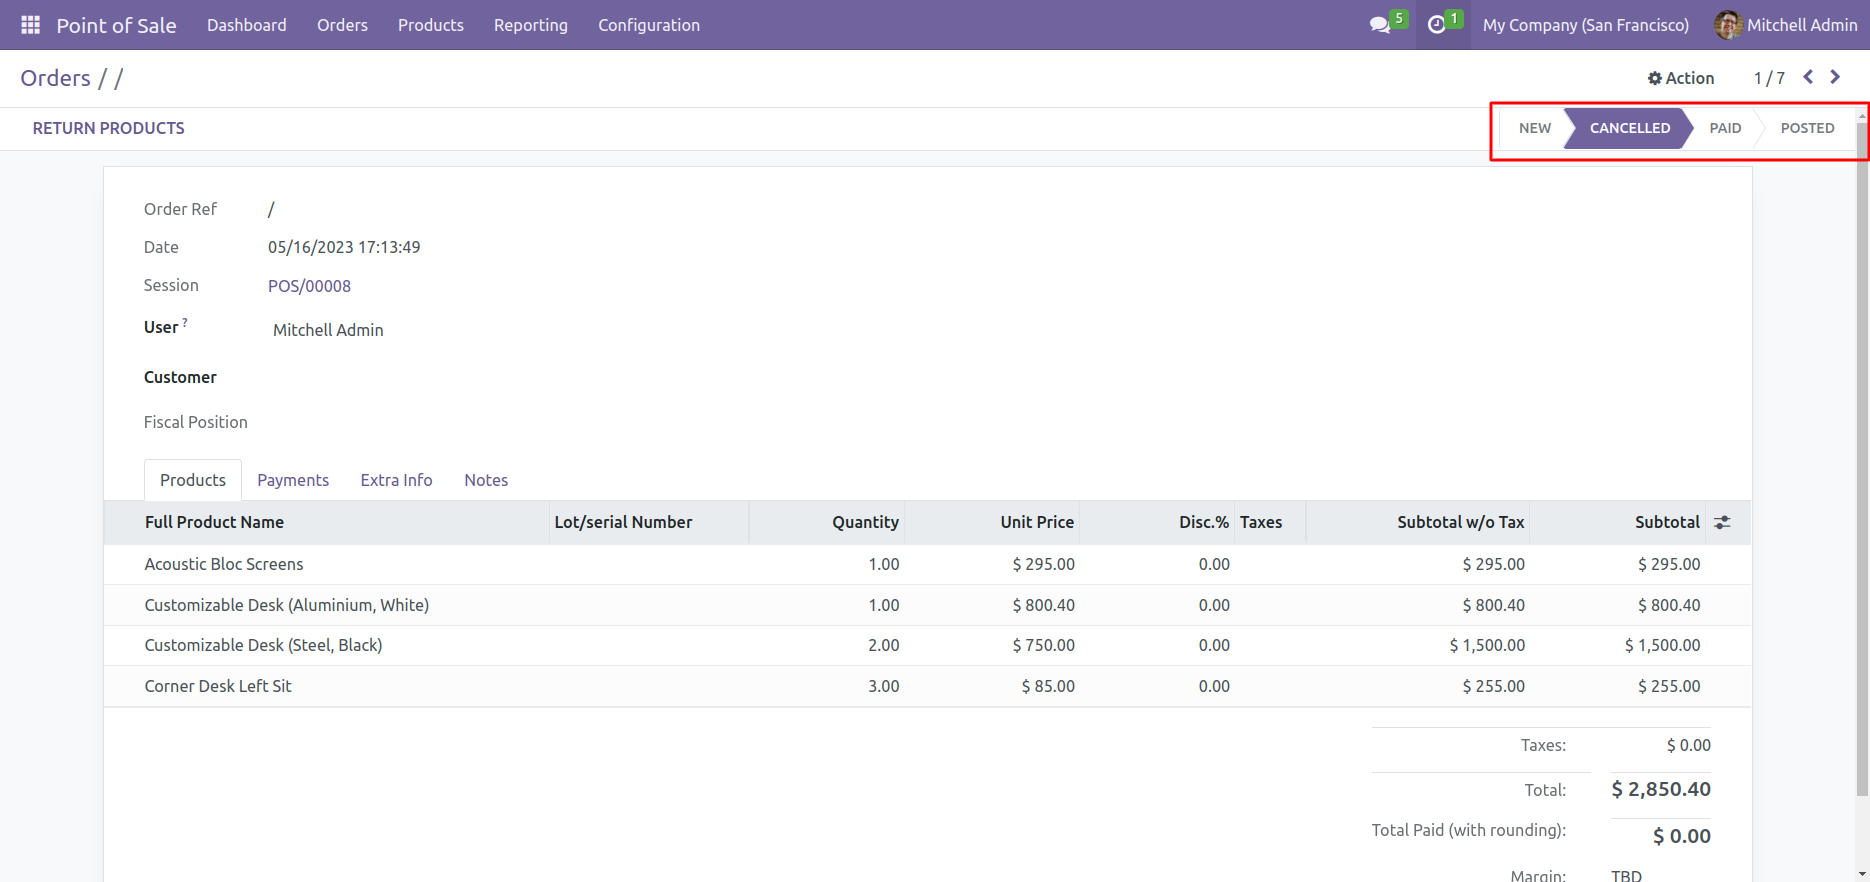 Point of Sale Dashboard Orders Products Reporting Configuration 5 1 My Company (San Francisco) Mitchell Admin
Orders / / Action 1 / 7
RETURN PRODUCTS NEW CANCELLED PAID POSTED
Order Ref /
Date 05/16/2023 17:13:49
Session POS/00008
User ? Mitchell Admin
Customer
Fiscal Position
Products Payments Extra Info Notes
Full Product Name Lot/serial Number Quantity Unit Price Disc.% Taxes Subtotal w/o Tax Subtotal
Acoustic Bloc Screens 1.00 $ 295.00 0.00 $ 295.00 $ 295.00
Customizable Desk (Aluminium, White) 1.00 $ 800.40 0.00 $ 800.40 $ 800.40
Customizable Desk (Steel, Black) 2.00 $ 750.00 0.00 $ 1,500.00 $ 1,500.00
Corner Desk Left Sit 3.00 $ 85.00 0.00 $ 255.00 $ 255.00
Taxes: $ 0.00
Total: $ 2,850.40
Total Paid (with rounding): $ 0.00
Margin: TBD